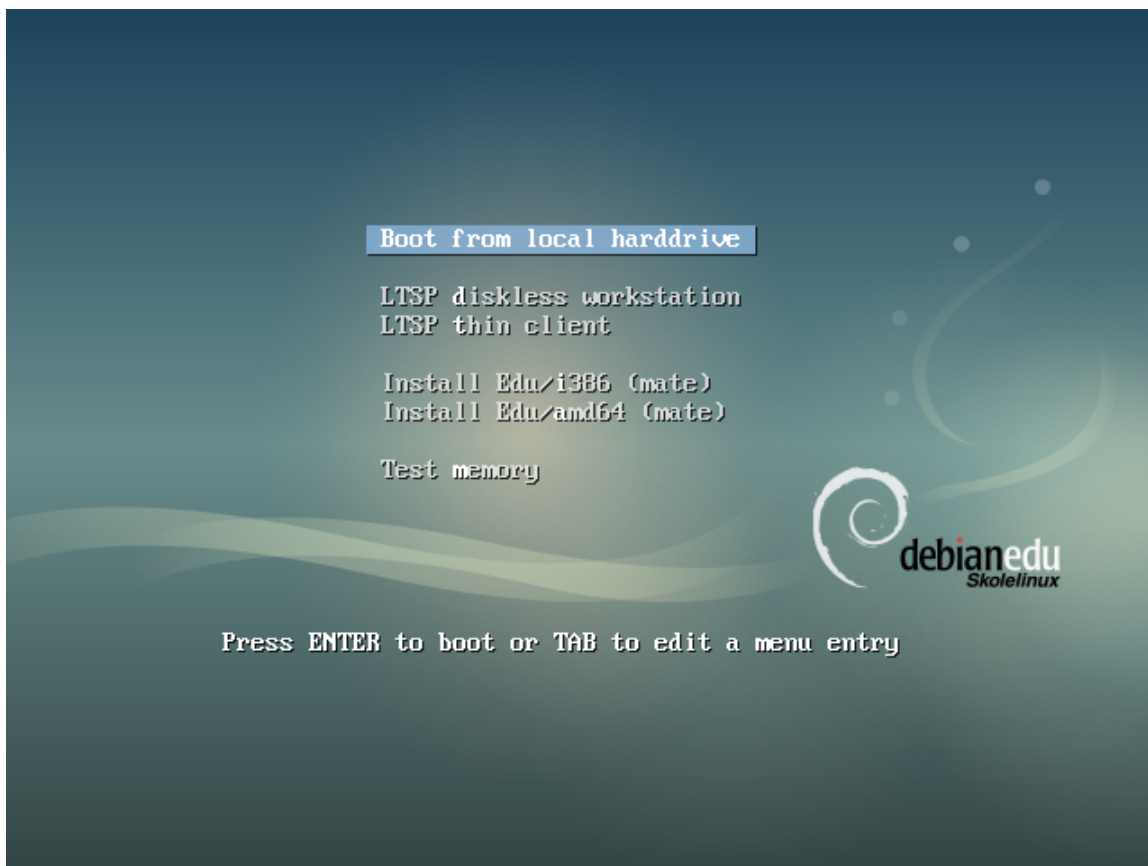 Boot from local harddrive
LTSP diskless workstation
LTSP thin client
Install Edu/i386 (mate)
Install Edu/amd64 (mate)
Test memory
debianedu
Skolelinux
Press ENTER to boot or TAB to edit a menu entry